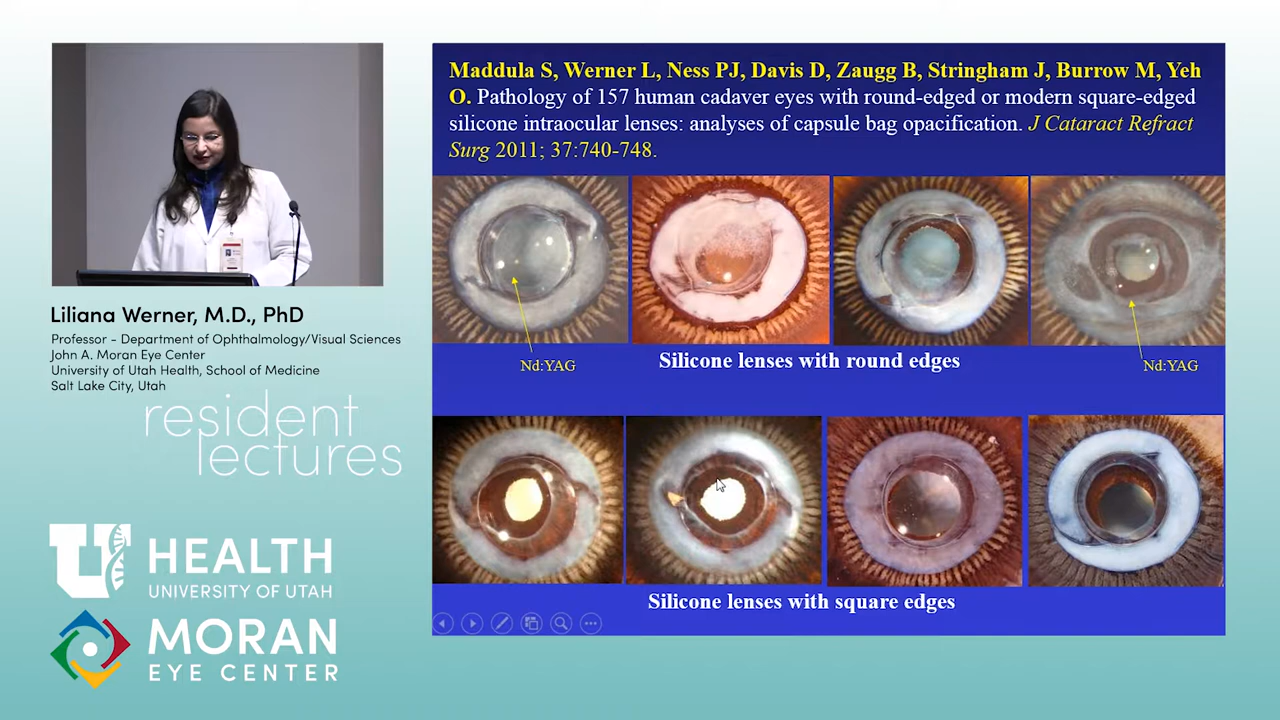 Maddula S, Werner L, Ness PJ, Davis D, Zaugg B, Stringham J, Burrow M, Yeh
O. Pathology of 157 human cadaver eyes with round-edged or modern square-edged
silicone intraocular lenses: analyses of capsule bag opacification. J Cataract Refract
Surg 2011; 37:740-748.
Nd:YAG
Silicone lenses with round edges
Nd:YAG
Silicone lenses with square edges
Liliana Werner, M.D., PhD
Professor - Department of Ophthalmology/Visual Sciences
John A. Moran Eye Center
University of Utah Health, School of Medicine
Salt Lake City, Utah
resident
lectures
U HEALTH
UNIVERSITY OF UTAH
MORAN
EYE CENTER